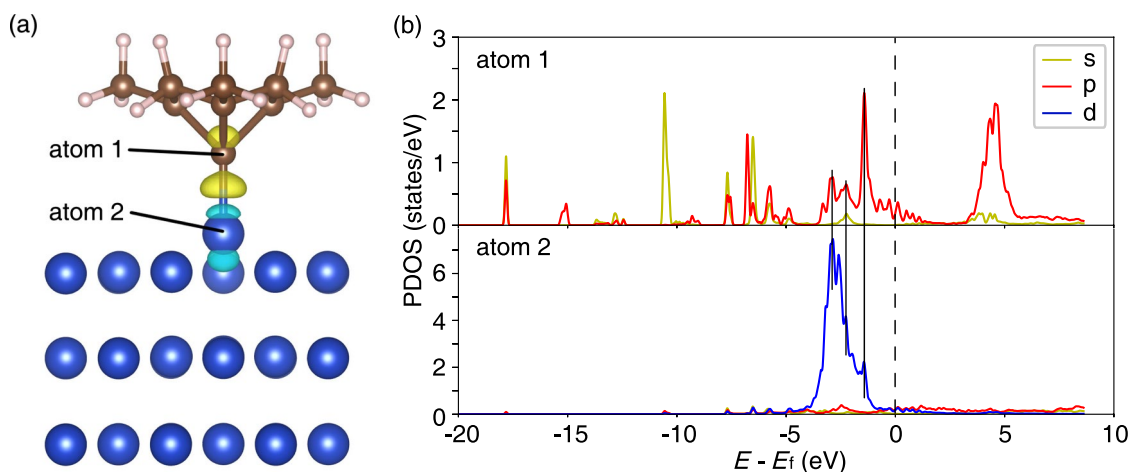 (a)
atom 1
atom 2
(b)
PDOS (states/eV)
3
2
1
0
atom 1
s
p
d
6
4
2
0
atom 2
-20
-15
-10
-5
0
5
10
E - Ef (eV)